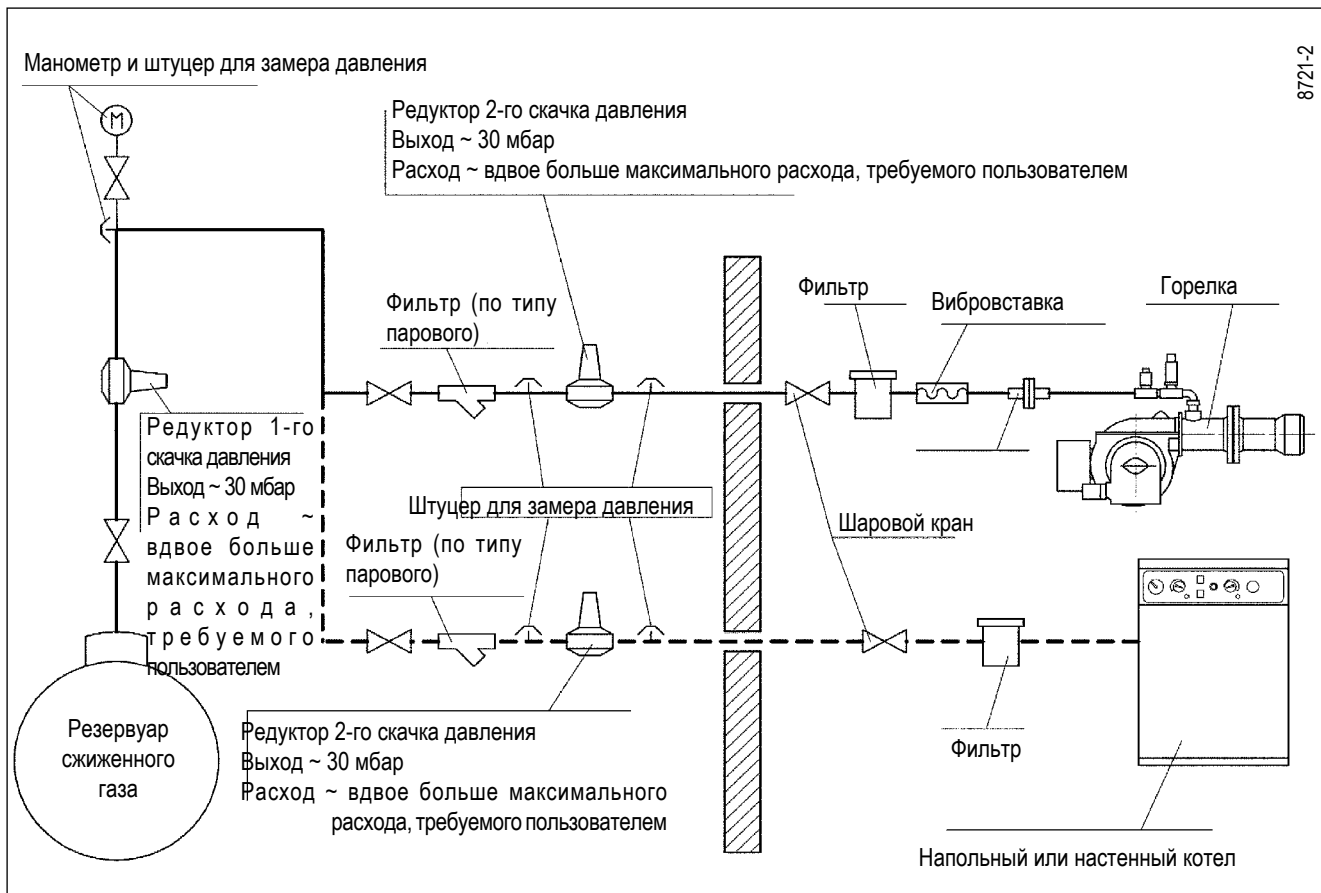 8721-2
Манометр и штуцер для замера давления
M
Редуктор 2-го скачка давления
Выход ~ 30 мбар
Расход ~ вдвое больше максимального расхода, требуемого пользователем
Фильтр (по типу
парового)
Фильтр
Вибровставка
Горелка
Редуктор 1-го
скачка давления
Выход ~ 30 мбар
Расход ~
вдвое больше
максимального
расхода,
требуемого
пользователем
Штуцер для замера давления
Шаровой кран
Фильтр (по типу
парового)
Резервуар
сжиженного
газа
Редуктор 2-го скачка давления
Выход ~ 30 мбар
Расход ~ вдвое больше максимального
расхода, требуемого пользователем
Фильтр
Напольный или настенный котел